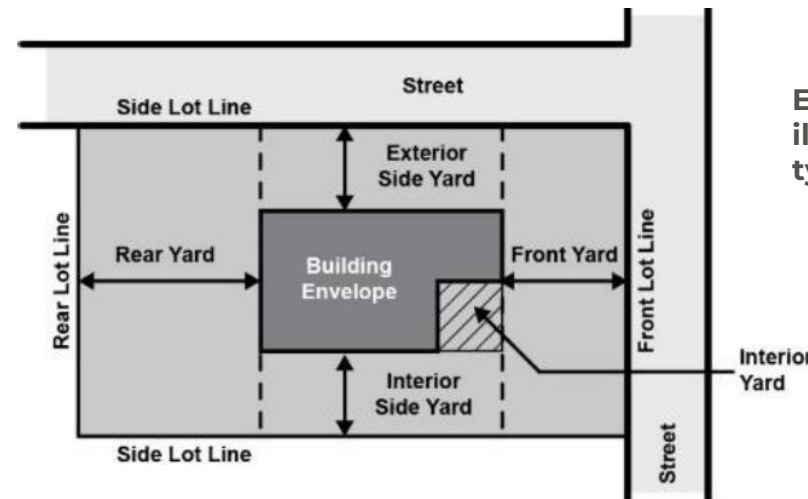 Street
Side Lot Line
Exterior
Side Yard
Rear Lot Line
Rear Yard
Building
Envelope
Front Yard
Front Lot Line
Interior
Yard
Interior
Side Yard
Side Lot Line
Street